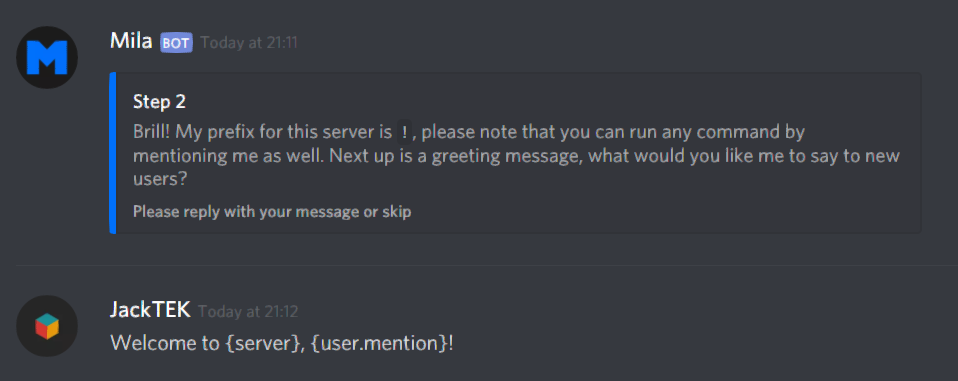 M
Mila BOT Today at 21:11
Step 2
Brill! My prefix for this server is !, please note that you can run any command by
mentioning me as well. Next up is a greeting message, what would you like me to say to new
users?
Please reply with your message or skip
JackTEK Today at 21:12
Welcome to {server}, {user.mention}!